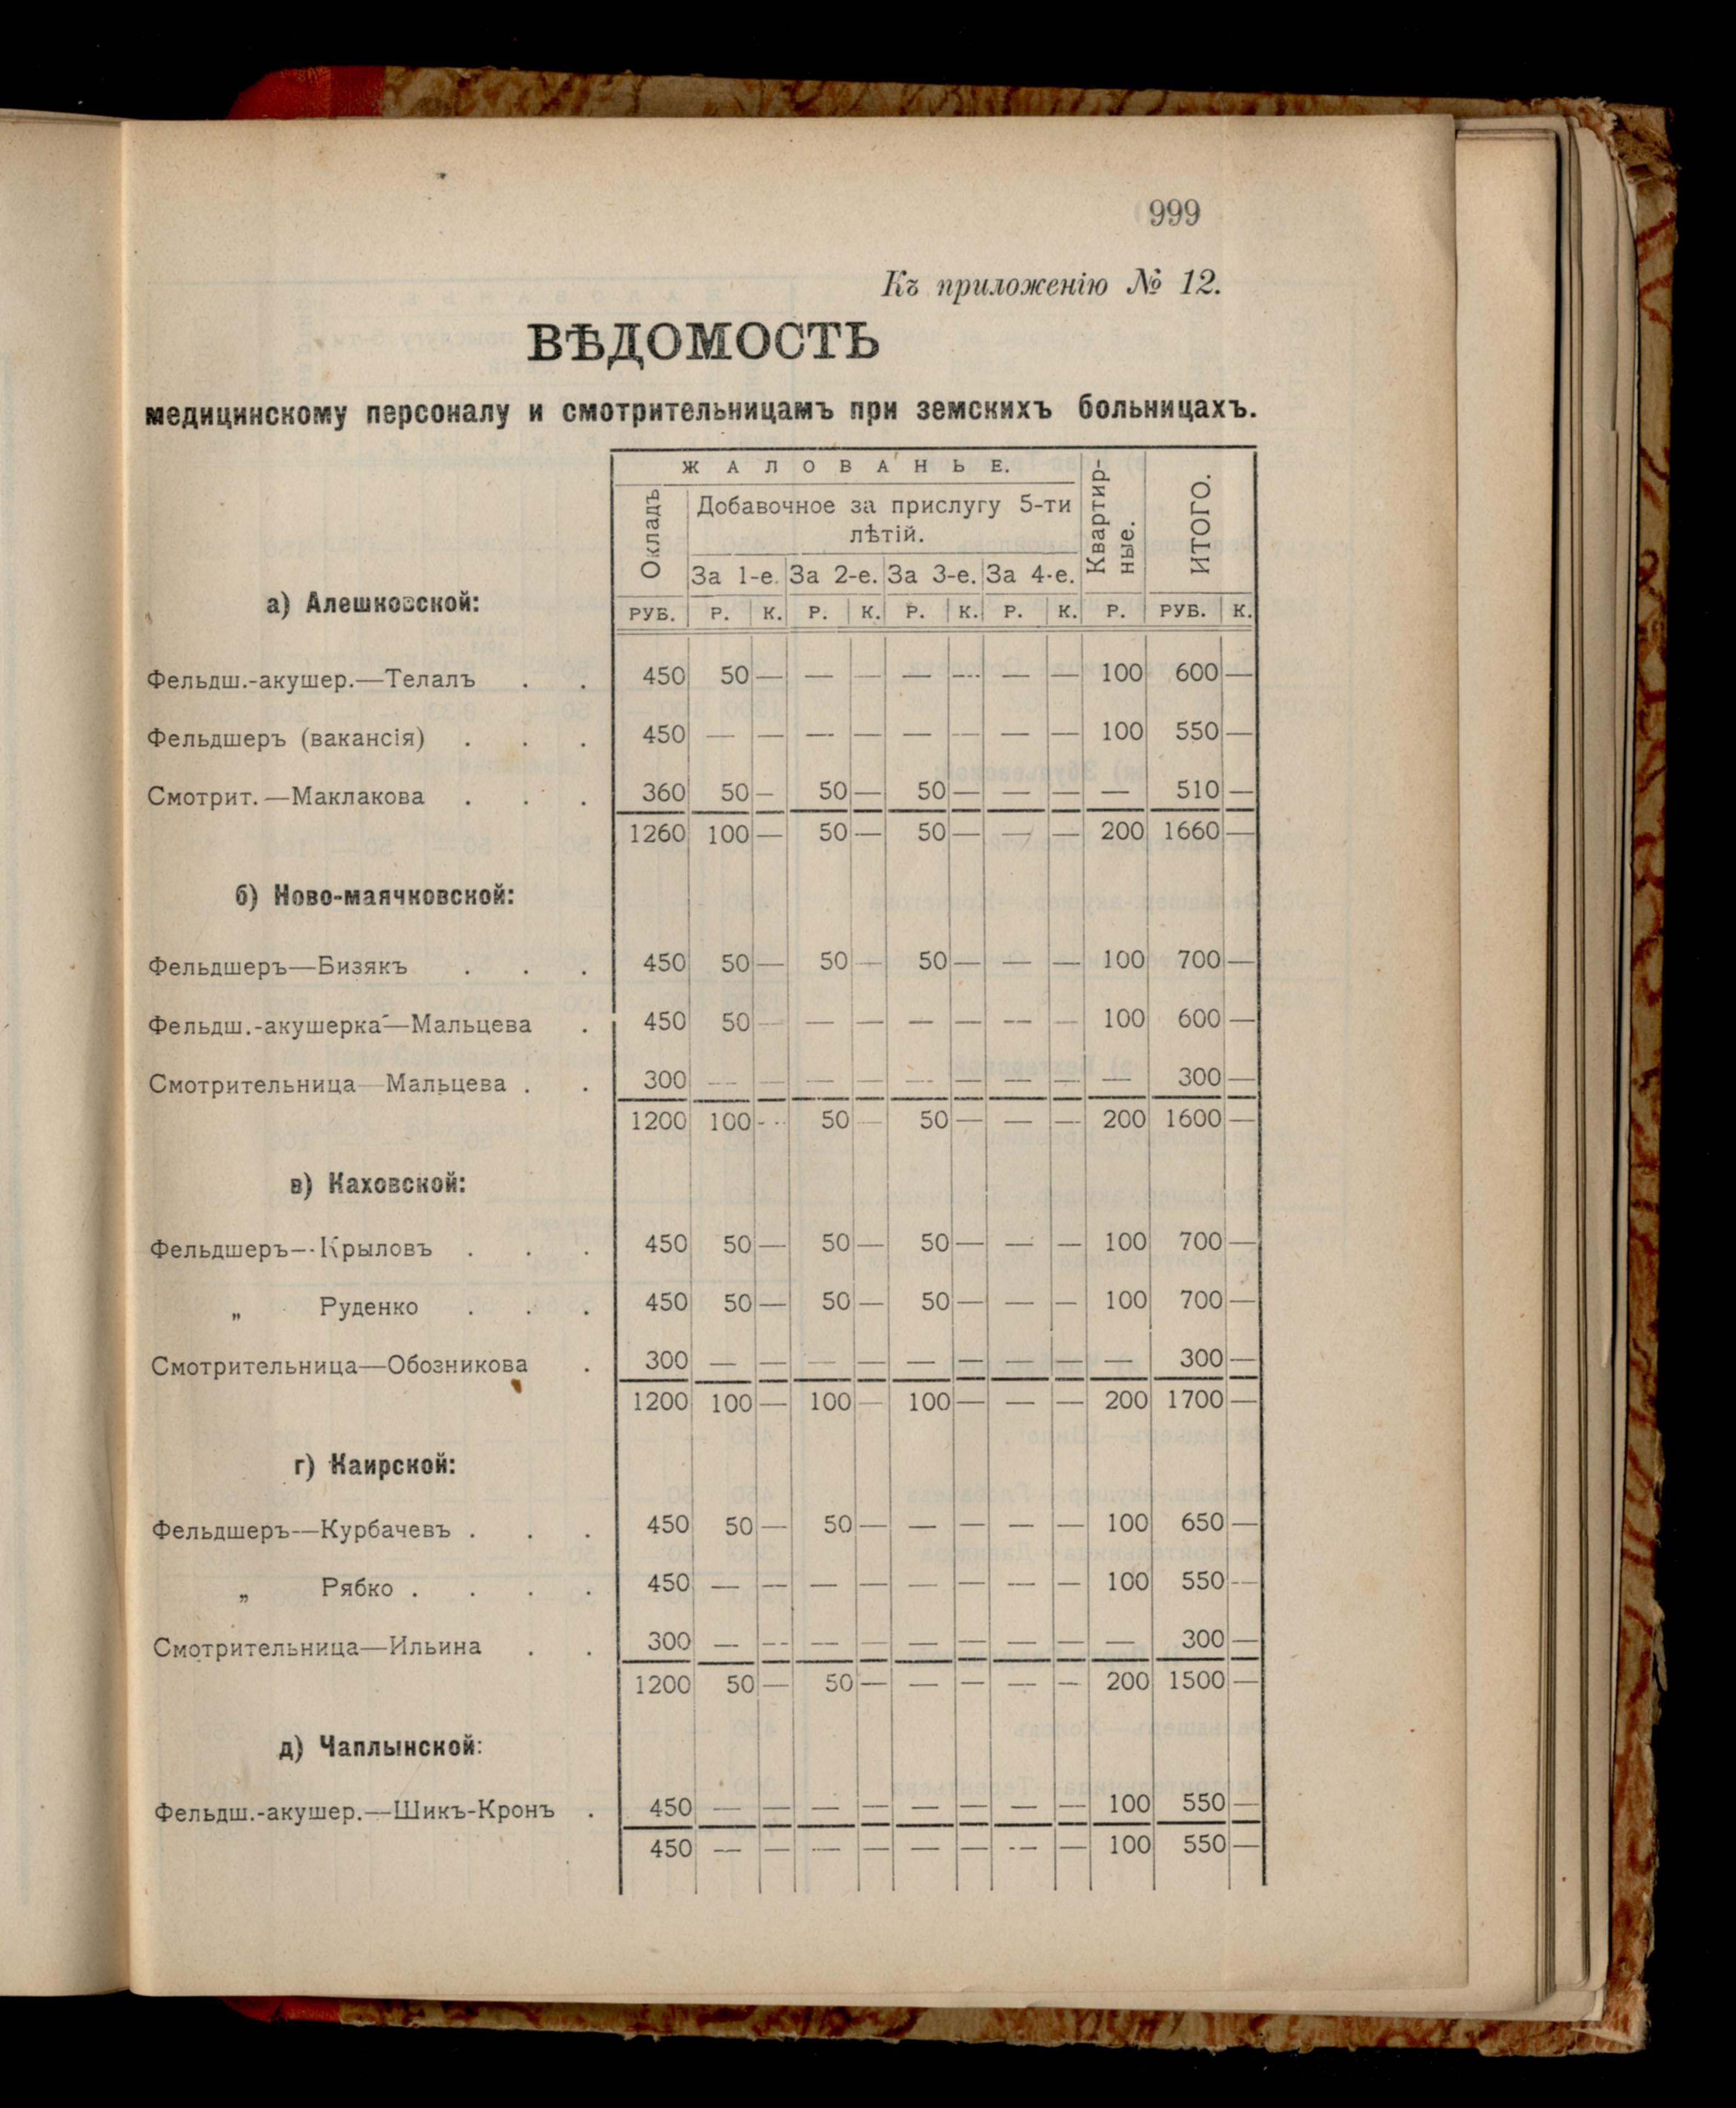 999
Къ приложенію № 12.
ВѢДОМОСТЬ
медицинскому персоналу и смотрительницамъ при земскихъ больницахъ.
ЖАЛОВАНЬЕ.
Окладъ
Добавочное за прислугу 5-ти
лѣтій.
За 1-е. За 2-е. За 3-е. За 4-е.
Квартир-
ные.
ИТОГО.
РУБ. Р. К. Р. К. Р. К. Р. К. Р. РУБ. К.
а) Алешковской:
Фельдш.-акушер.—Телалъ . . 450 50 — — — — — — — 100 600 —
Фельдшеръ (вакансія) . . . 450 — — — — — — — — 100 550 —
Смотрит.—Маклакова . . . 360 50 — 50 — 50 — — — — 510 —
1260 100 — 50 — 50 — — — 200 1660 —
б) Ново-маячковской:
Фельдшеръ—Бизякъ . . . 450 50 — 50 — 50 — — — 100 700 —
Фельдш.-акушерка—Мальцева . 450 50 — — — — — — — 100 600 —
Смотрительница—Мальцева . . 300 — — — — — — — — — 300 —
1200 100 — 50 — 50 — — — 200 1600 —
в) Каховской:
Фельдшеръ—Крыловъ . . . 450 50 — 50 — 50 — — — 100 700 —
„ Руденко . . . 450 50 — 50 — 50 — — — 100 700 —
Смотрительница—Обозникова . 300 — — — — — — — — — 300 —
1200 100 — 100 — 100 — — — 200 1700 —
г) Каирской:
Фельдшеръ—Курбачевъ . . . 450 50 — 50 — — — — — 100 650 —
„ Рябко . . . . 450 — — — — — — — — 100 550 —
Смотрительница—Ильина . . 300 — — — — — — — — — 300 —
1200 50 — 50 — — — — — 200 1500 —
д) Чаплынской:
Фельдш.-акушер.—Шикъ-Кронъ . 450 — — — — — — — — 100 550 —
450 — — — — — — — — 100 550 —